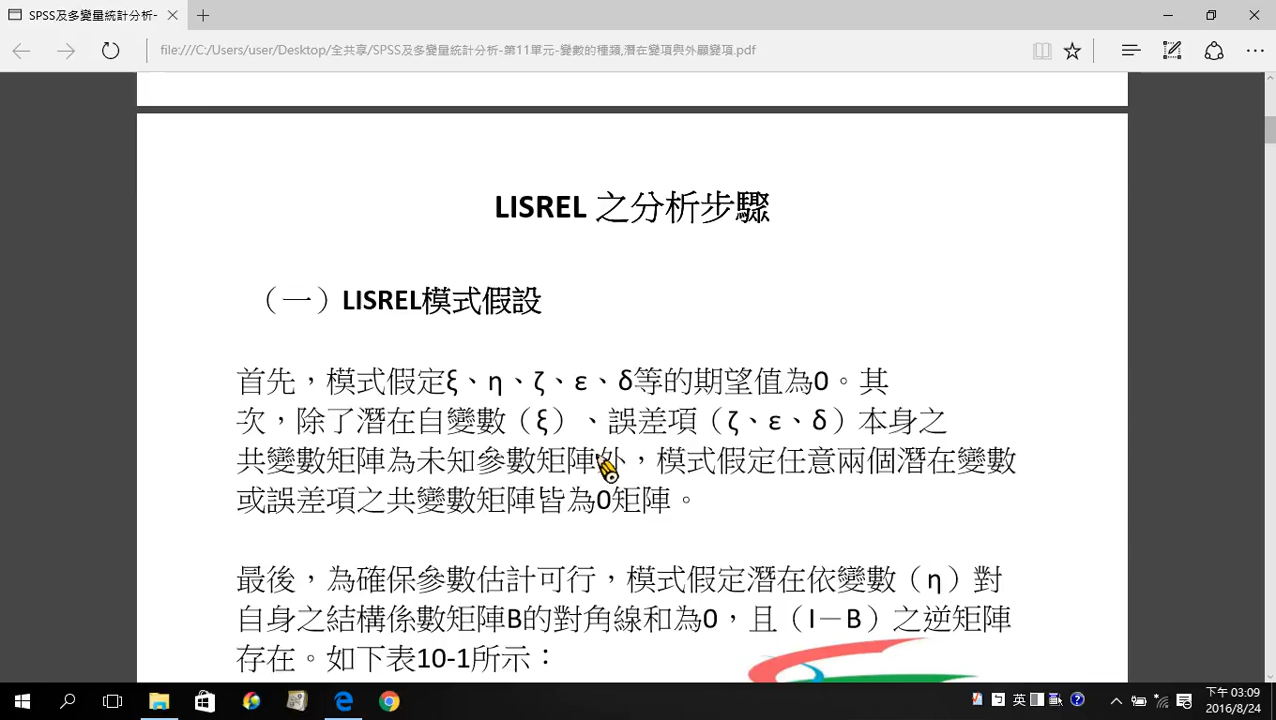 SPSS及多變量統計分析-
file:///C:/Users/user/Desktop/全共享/SPSS及多變量統計分析-第11單元-變數的種類,潛在變項與外顯變項.pdf
LISREL 之分析步驟
（一）LISREL模式假設
首先，模式假定ξ、η、ζ、ε、δ等的期望值為0。其
次，除了潛在自變數（ξ）、誤差項（ζ、ε、δ）本身之
共變數矩陣為未知參數矩陣外，模式假定任意兩個潛在變數
或誤差項之共變數矩陣皆為0矩陣。
最後，為確保參數估計可行，模式假定潛在依變數（η）對
自身之結構係數矩陣B的對角線和為0，且（I－B）之逆矩陣
存在。如下表10-1所示：
英
下午 03:09
2016/8/24